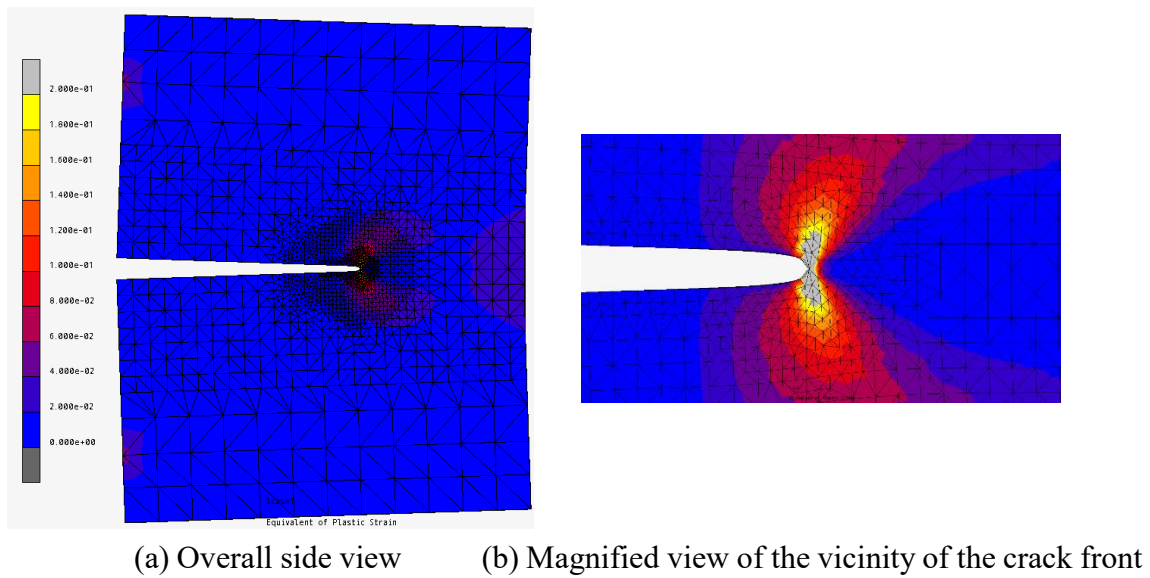 2.000e-01
1.800e-01
1.600e-01
1.400e-01
1.200e-01
1.000e-01
8.000e-02
6.000e-02
4.000e-02
2.000e-02
0.000e+00
Equivalent of Plastic Strain
(a) Overall side view
(b) Magnified view of the vicinity of the crack front